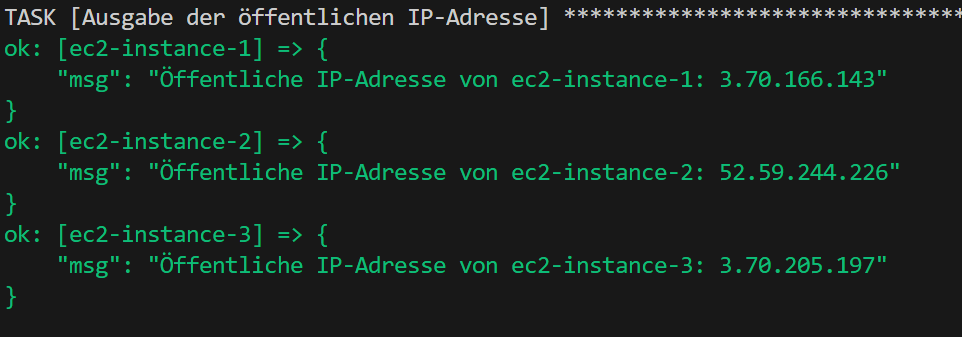 TASK [Ausgabe der öffentlichen IP-Adresse] *******************************
ok: [ec2-instance-1] => {
    "msg": "Öffentliche IP-Adresse von ec2-instance-1: 3.70.166.143"
}
ok: [ec2-instance-2] => {
    "msg": "Öffentliche IP-Adresse von ec2-instance-2: 52.59.244.226"
}
ok: [ec2-instance-3] => {
    "msg": "Öffentliche IP-Adresse von ec2-instance-3: 3.70.205.197"
}